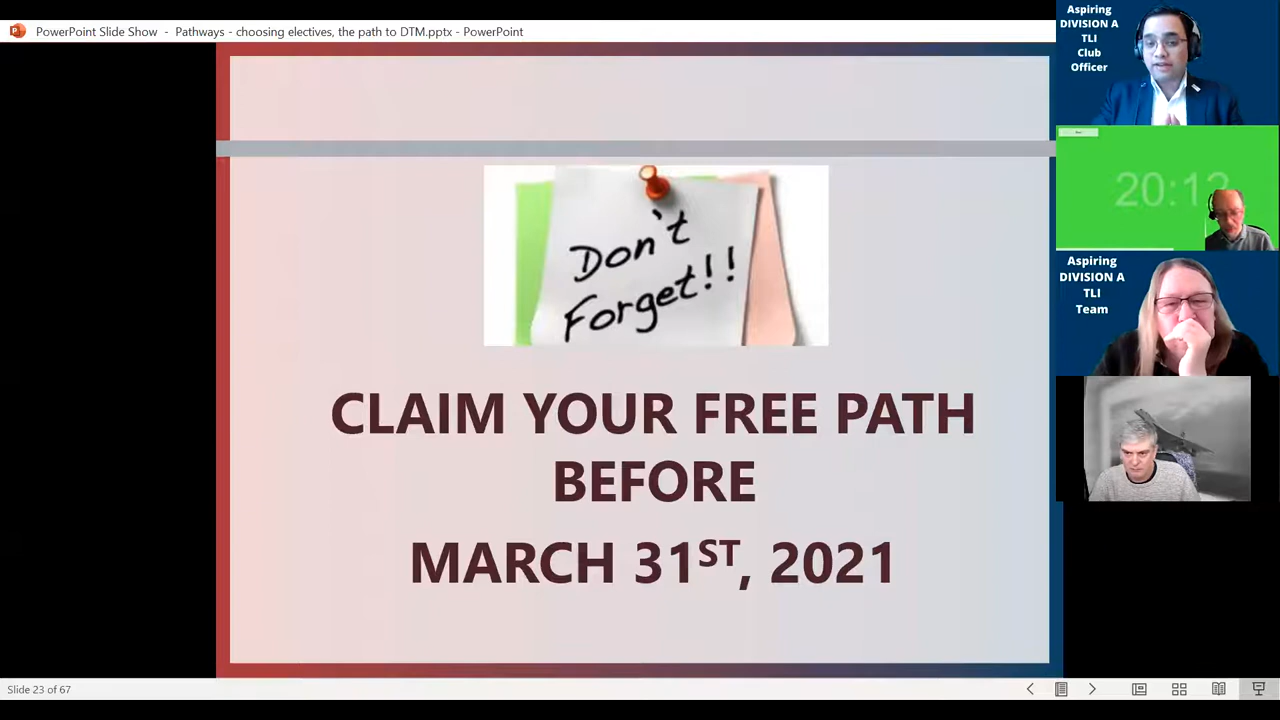 PowerPoint Slide Show - Pathways - choosing electives, the path to DTM.pptx - PowerPoint
Don't
Forget!!
CLAIM YOUR FREE PATH
BEFORE
MARCH 31ST, 2021
Slide 23 of 67
Aspiring
DIVISION A
TLI
Club
Officer
20:12
Aspiring
DIVISION A
TLI
Team